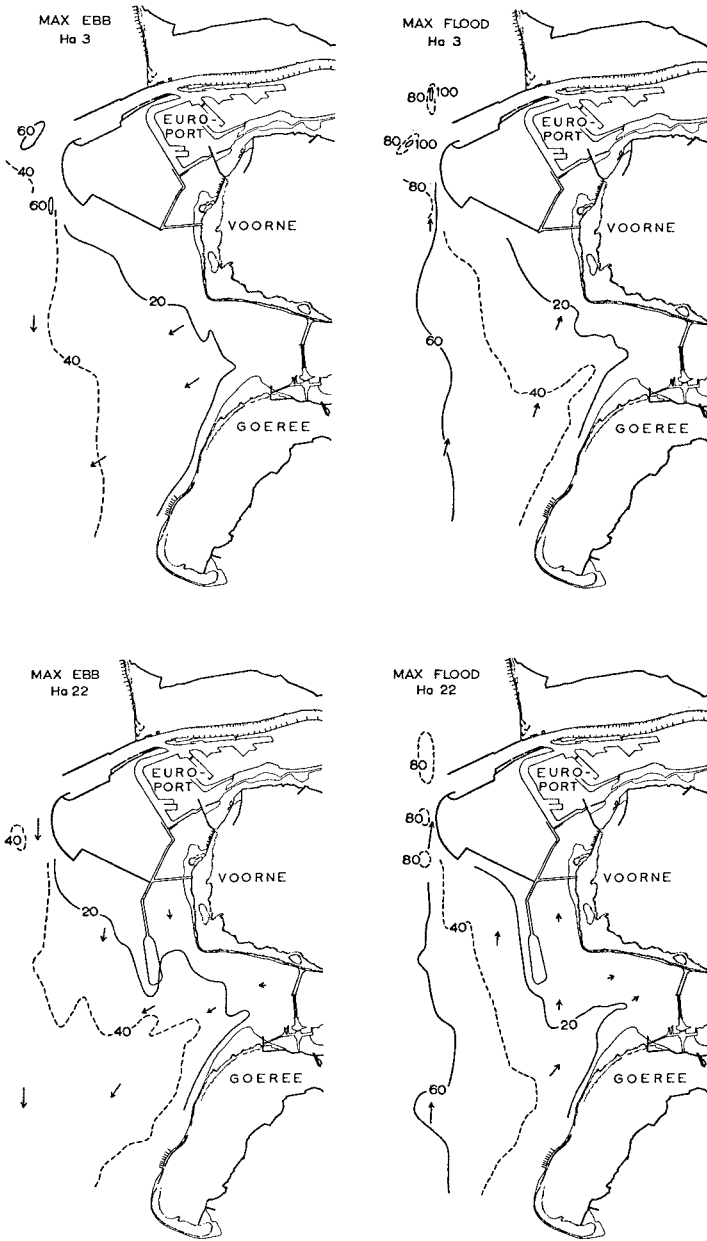 MAX EBB
Ha 3
60
40
60
EURO
PORT
VOORNE
20
40
GOEREE
MAX FLOOD
Ha 3
80 100
80 100
80
EURO
PORT
VOORNE
20
60
40
GOEREE
MAX EBB
Ha 22
EURO-
PORT
40
VOORNE
20
40
GOEREE
MAX FLOOD
Ha 22
80
EURO-
PORT
80
80
VOORNE
40
20
60
GOEREE